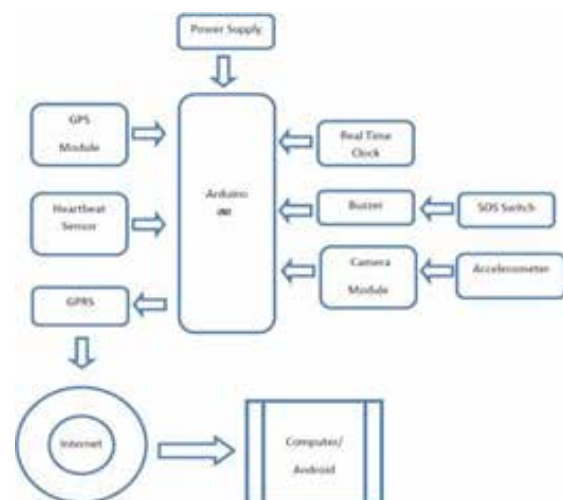 Power Supply
GPS
Module
Real Time
Clock
Arduino
Heartbeat
Sensor
Buzzer
SOS Switch
Camera
Module
Accelerometer
GPRS
Internet
Computer/
Android